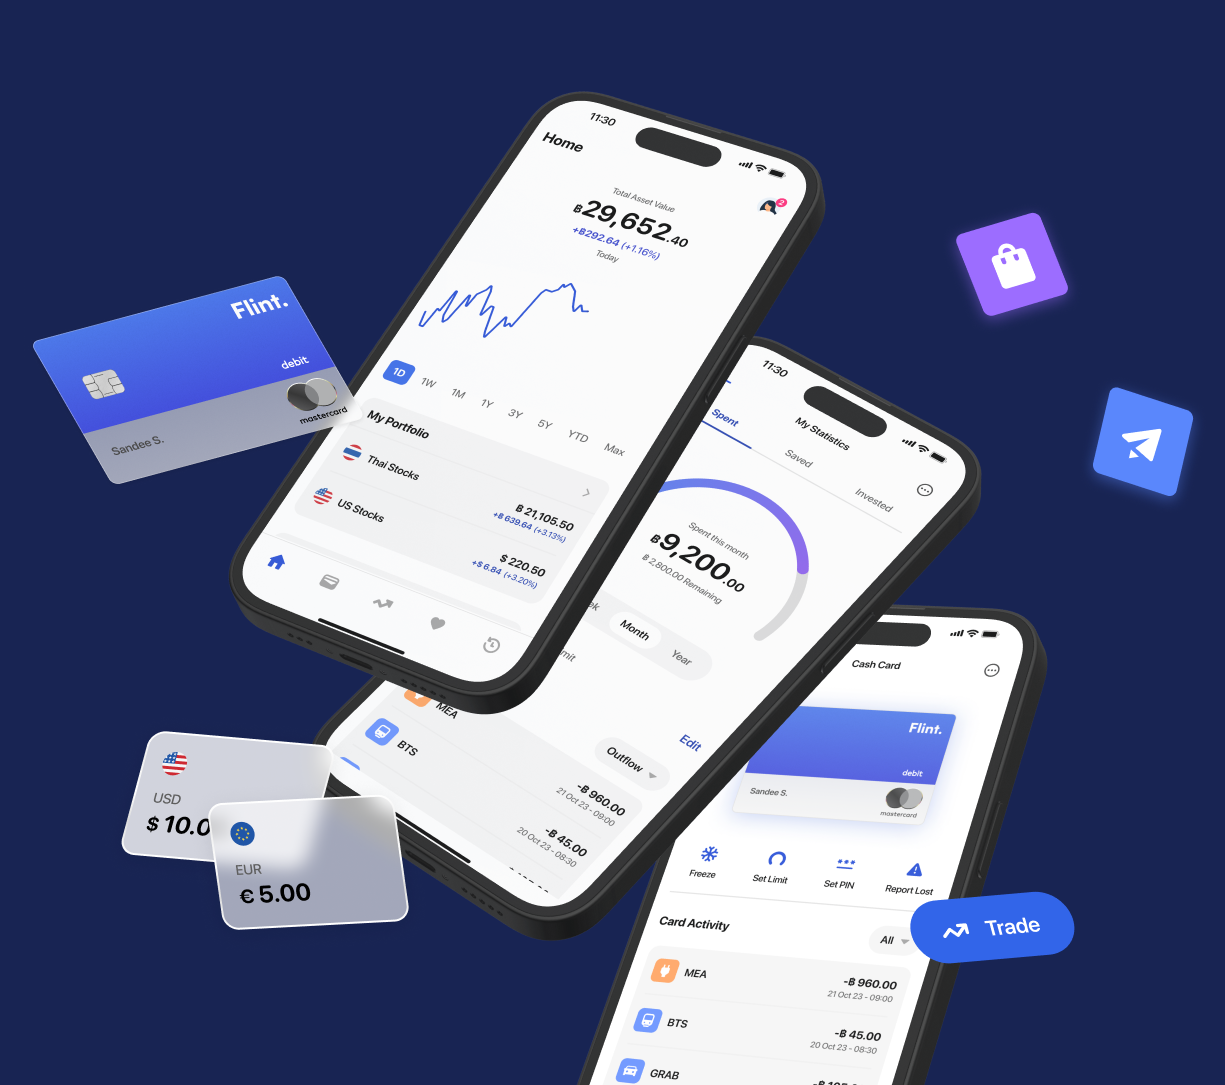 11:30
Home
2
Total Asset Value
฿29,652.40
+฿292.64 (+1.16%)
Today
1D 1W 1M 1Y 3Y 5Y YTD Max
My Portfolio
Thai Stocks
฿ 21,105.50
+฿ 639.64 (+3.13%)
US Stocks
$ 220.50
+$ 6.84 (+3.20%)
Flint.
debit
mastercard
Sandee S.
11:30
My Statistics
Spent Saved Invested
Spent this month
฿9,200.00
฿ 2,800.00 Remaining
Month Year
Edit
Outflow
MEA
-฿ 960.00
21 Oct 23 - 09:00
BTS
-฿ 45.00
20 Oct 23 - 08:30
Cash Card
Flint.
debit
Sandee S.
mastercard
Freeze Set Limit Set PIN Report Lost
Card Activity
All
MEA
-฿ 960.00
21 Oct 23 - 09:00
BTS
-฿ 45.00
20 Oct 23 - 08:30
GRAB
USD
$ 10.0
EUR
€ 5.00
Trade